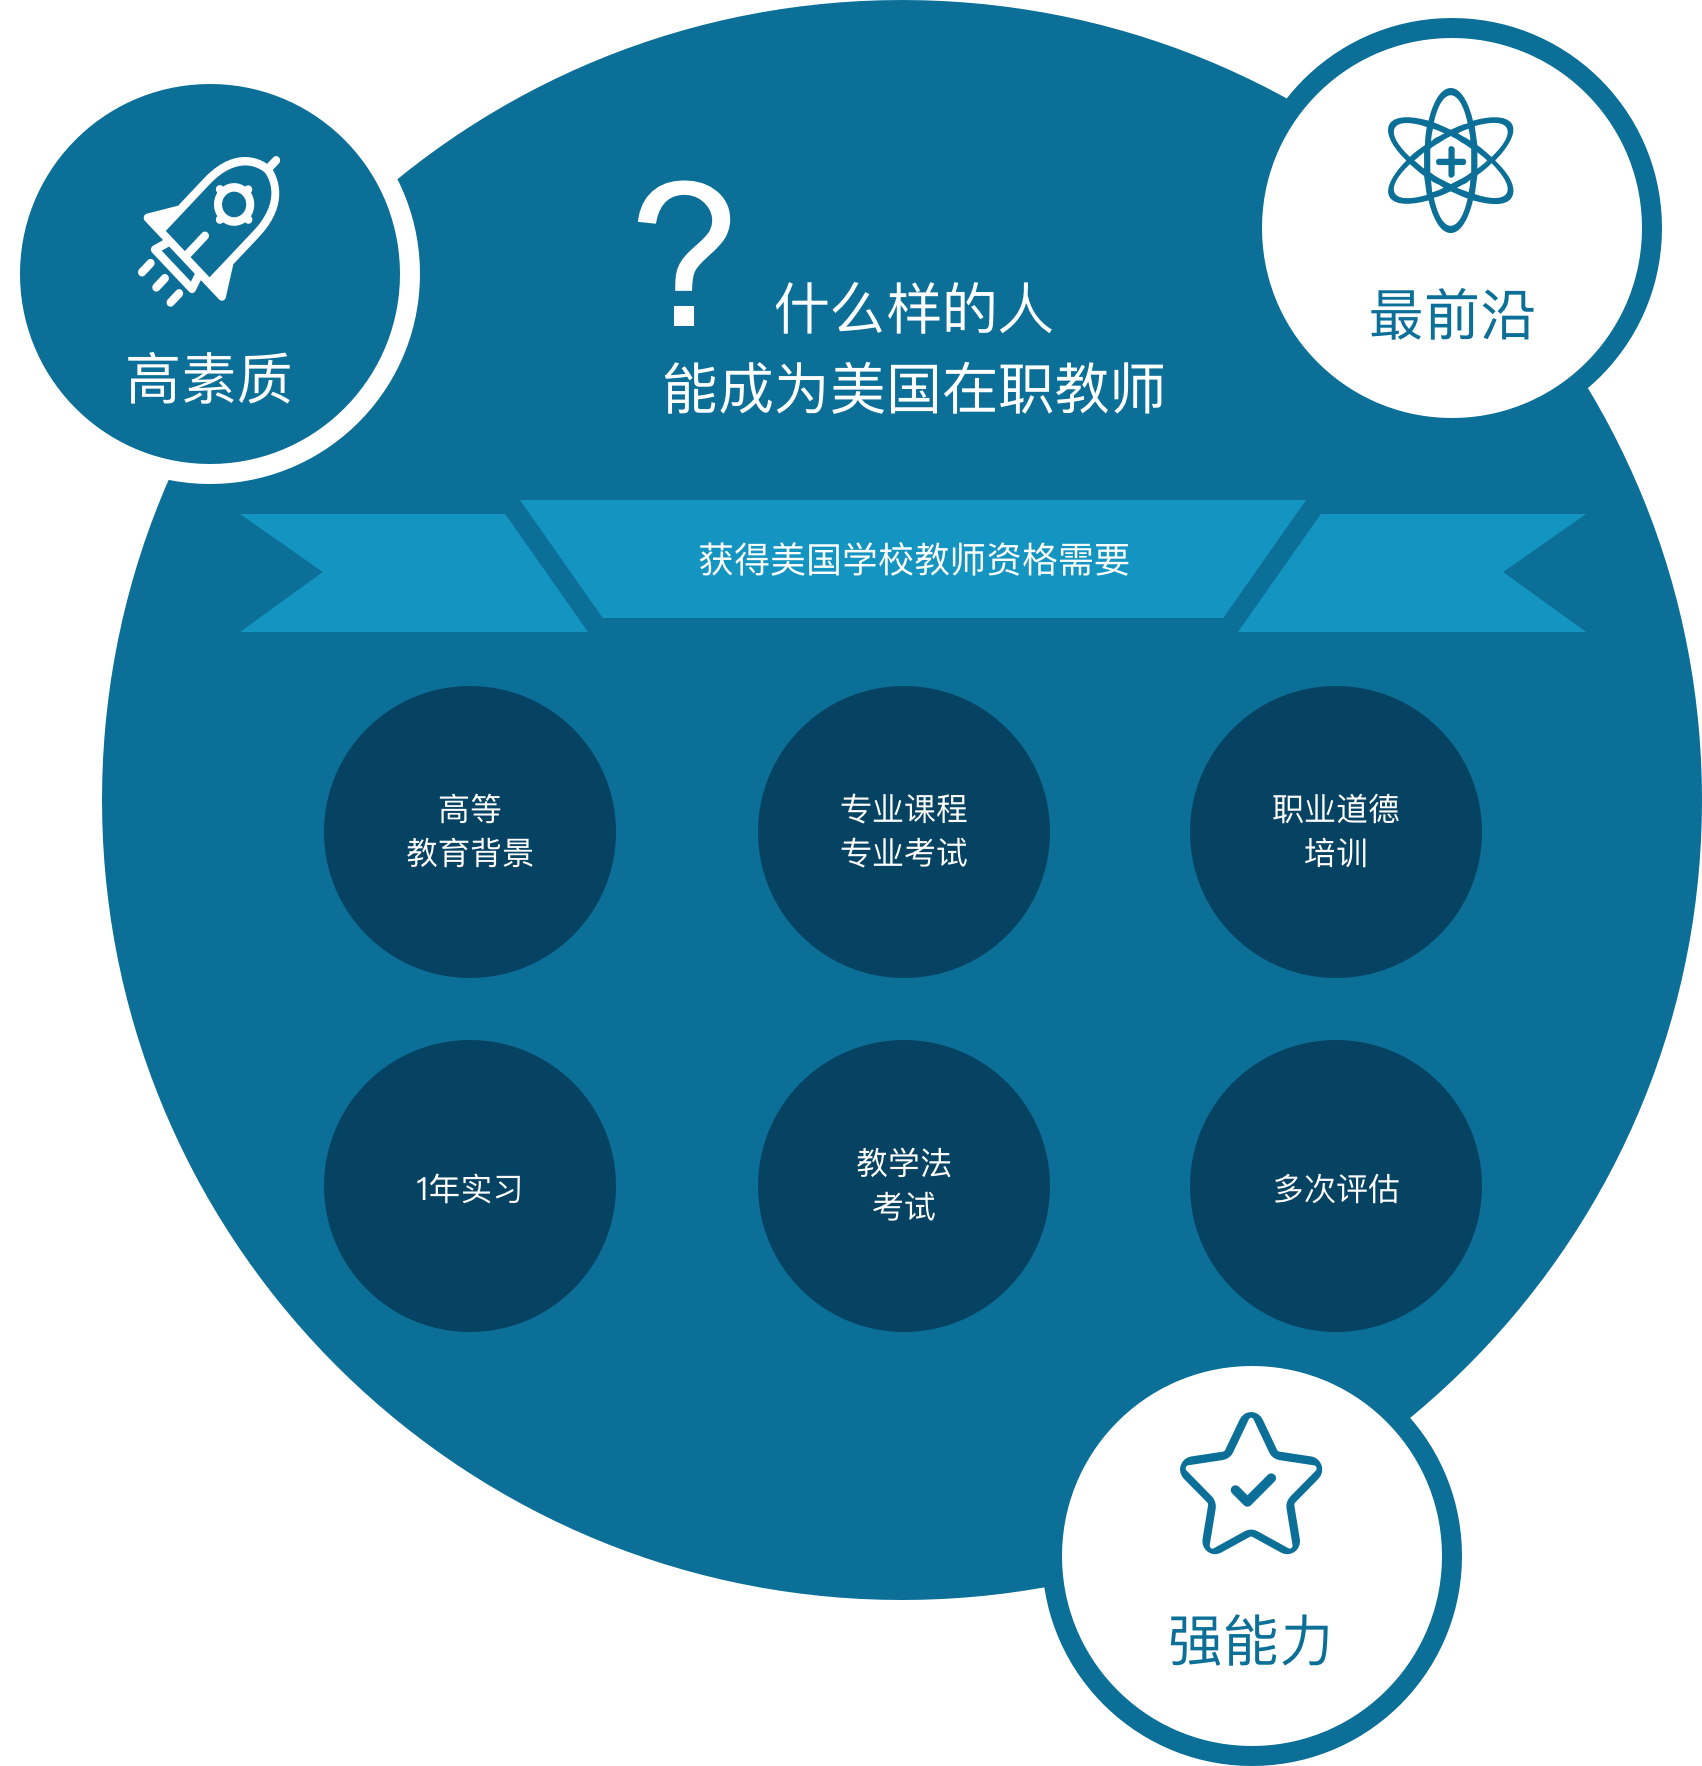 高素质
最前沿
?
什么样的人
能成为美国在职教师
获得美国学校教师资格需要
高等
教育背景
专业课程
专业考试
职业道德
培训
1年实习
教学法
考试
多次评估
强能力